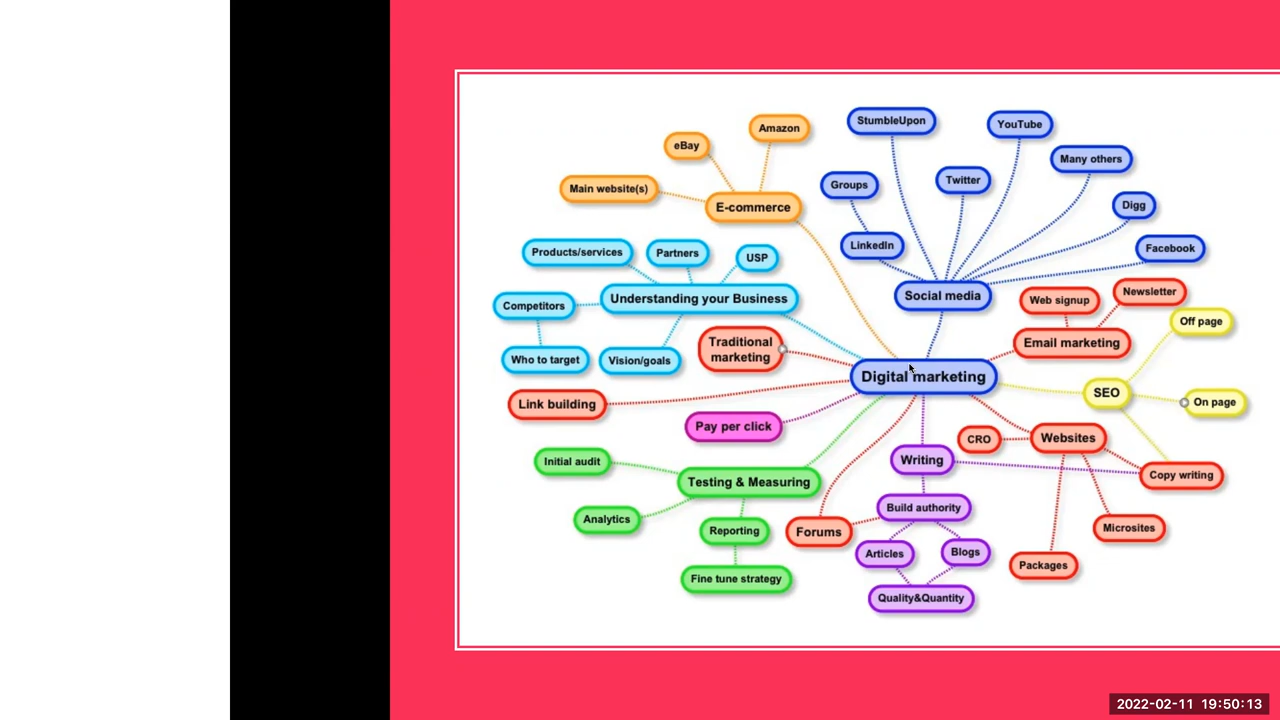 StumbleUpon
YouTube
Amazon
eBay
Many others
Twitter
Groups
Main website(s)
Digg
E-commerce
LinkedIn
Facebook
Products/services
Partners
USP
Social media
Newsletter
Understanding your Business
Web signup
Competitors
Off page
Traditional
marketing
Email marketing
Who to target
Vision/goals
Digital marketing
SEO
On page
Link building
Pay per click
CRO
Websites
Initial audit
Writing
Copy writing
Testing & Measuring
Build authority
Analytics
Reporting
Forums
Microsites
Articles
Blogs
Packages
Fine tune strategy
Quality&Quantity
2022-02-11 19:50:13